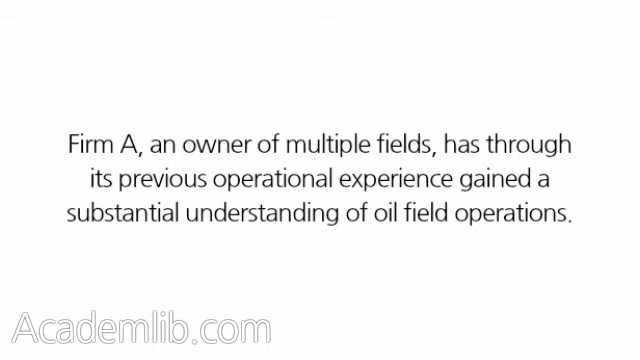 Firm A, an owner of multiple fields, has through
its previous operational experience gained a
substantial understanding of oil field operations.
Academlib.com